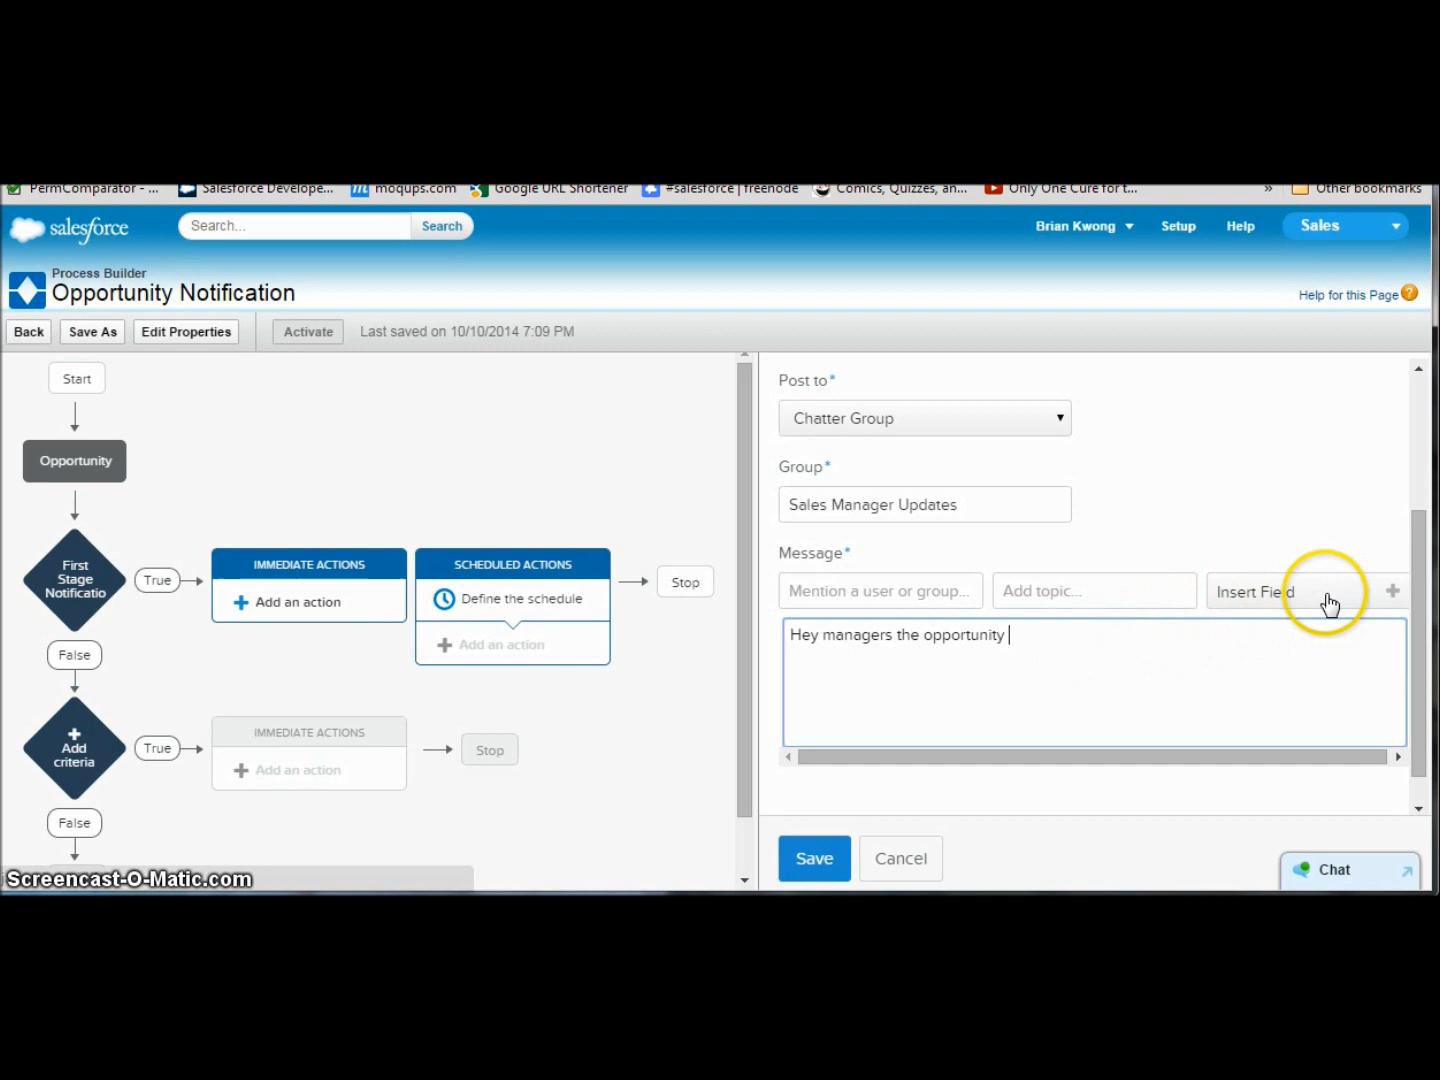 PermComparator - ...
Salesforce Develope...
moqups.com
Google URL Shortener
#salesforce | freenode
Comics, Quizzes, an...
Only One Cure for t...
»
Other bookmarks
salesforce
Search...
Search
Brian Kwong
Setup
Help
Sales
Process Builder
Opportunity Notification
Help for this Page ?
Back
Save As
Edit Properties
Activate
Last saved on 10/10/2014 7:09 PM
Start
Opportunity
First
Stage
Notificatio
True
IMMEDIATE ACTIONS
Add an action
SCHEDULED ACTIONS
Define the schedule
Add an action
Stop
False
Add
criteria
True
IMMEDIATE ACTIONS
Add an action
Stop
False
Post to*
Chatter Group
Group*
Sales Manager Updates
Message*
Mention a user or group...
Add topic...
Insert Field
Hey managers the opportunity
Save
Cancel
Chat
Screencast-O-Matic.com